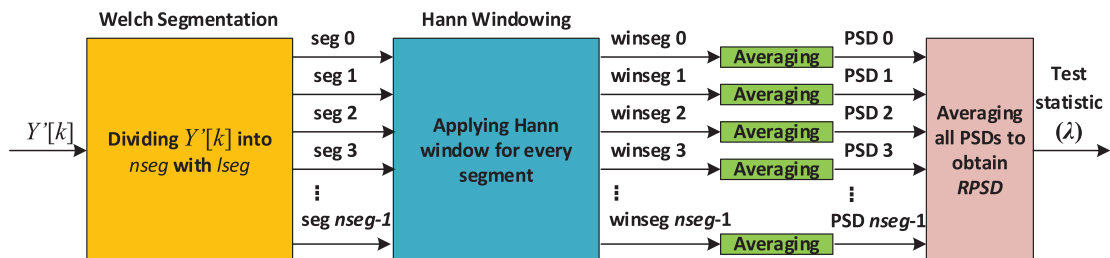 Welch Segmentation
Hann Windowing
Y’[k]
Dividing Y’[k] into
nseg with lseg
seg 0
seg 1
seg 2
seg 3
⋮
seg nseg-1
Applying Hann
window for every
segment
winseg 0
winseg 1
winseg 2
winseg 3
⋮
winseg nseg-1
Averaging
Averaging
Averaging
Averaging
Averaging
PSD 0
PSD 1
PSD 2
PSD 3
⋮
PSD nseg-1
Averaging
all PSDs to
obtain
RPSD
Test
statistic
(λ)